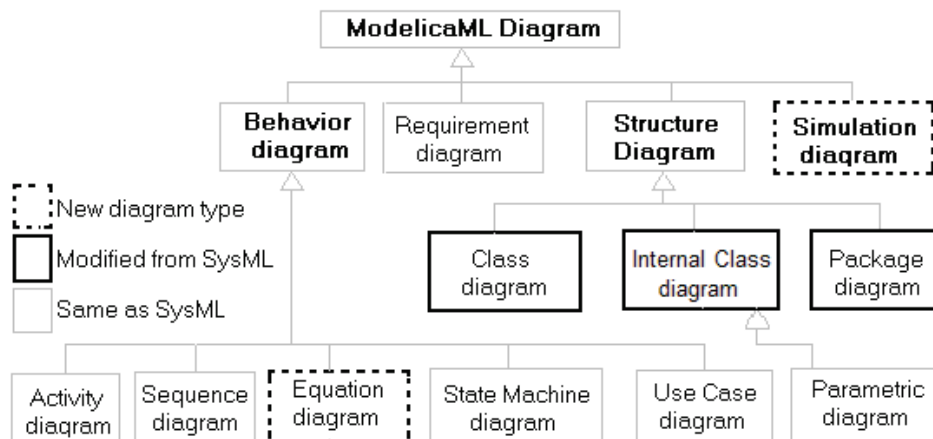 ModelicaML Diagram
Behavior
diagram
Requirement
diagram
Structure
Diagram
Simulation
diagram
New diagram type
Modified from SysML
Same as SysML
Class
diagram
Internal Class
diagram
Package
diagram
Activity
diagram
Sequence
diagram
Equation
diagram
State Machine
diagram
Use Case
diagram
Parametric
diagram